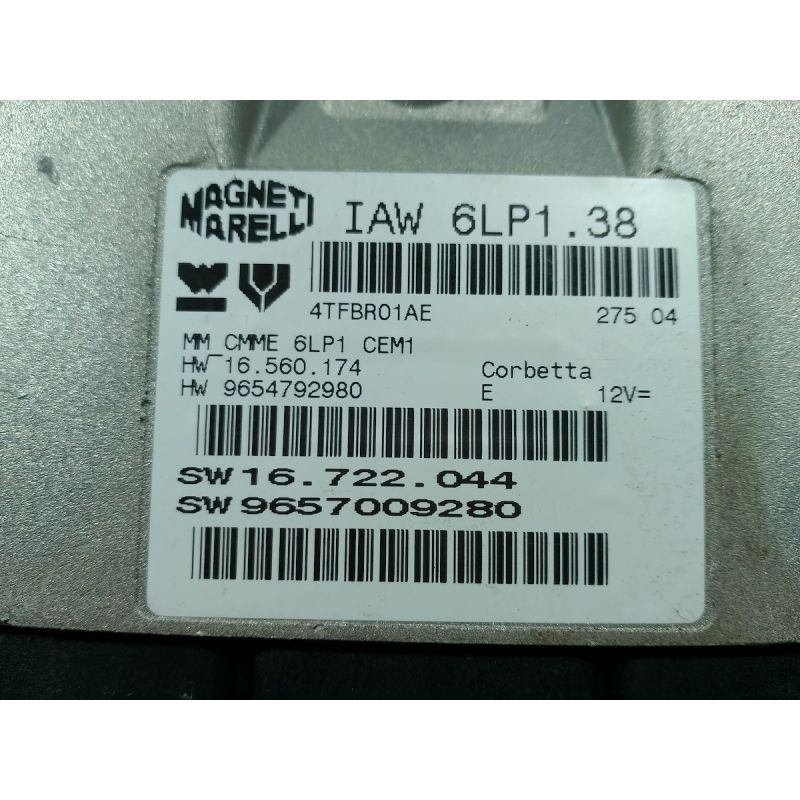 MAGNETI
MARELLI
IAW 6LP1.38
4TFBR01AE 275 04
MM CMME 6LP1 CEM1
HW 16.560.174 Corbetta
HW 9654792980 E 12V=
SW 16.722.044
SW 9657009280